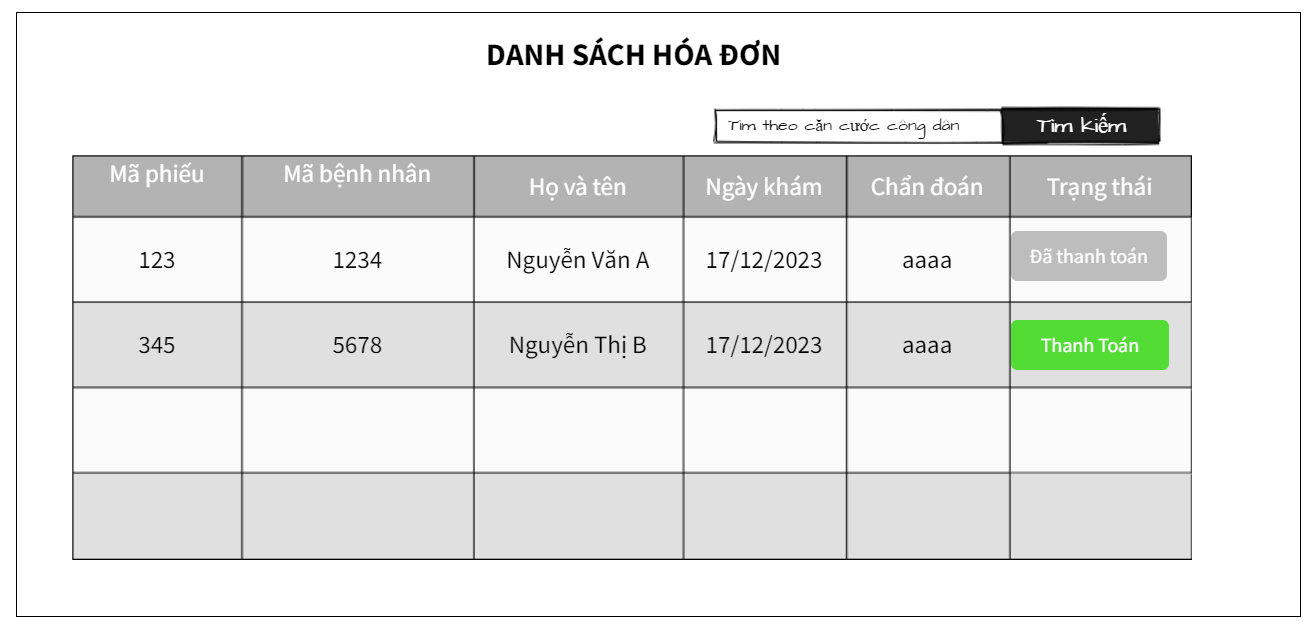 DANH SÁCH HÓA ĐƠN
Tìm theo căn cước công dân Tìm kiếm
Mã phiếu Mã bệnh nhân Họ và tên Ngày khám Chẩn đoán Trạng thái
123 1234 Nguyễn Văn A 17/12/2023 aaaa Đã thanh toán
345 5678 Nguyễn Thị B 17/12/2023 aaaa Thanh Toán